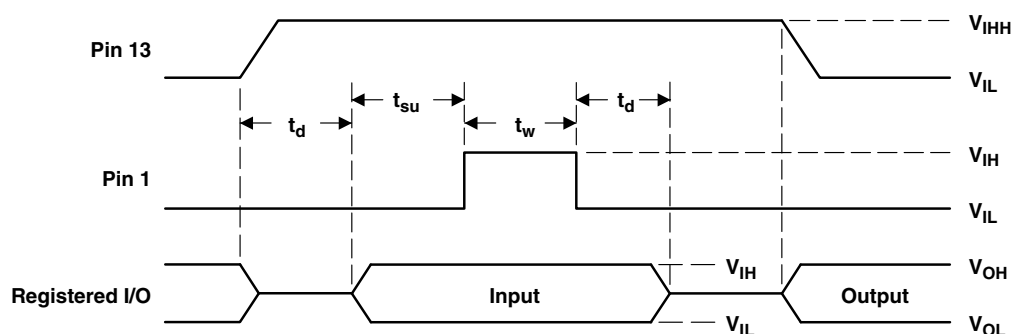 V_IHH
Pin 13
V_IL
t_su
t_d
t_d
t_w
V_IH
Pin 1
V_IL
V_IH
V_OH
Registered I/O
Input
Output
V_IL
V_OL